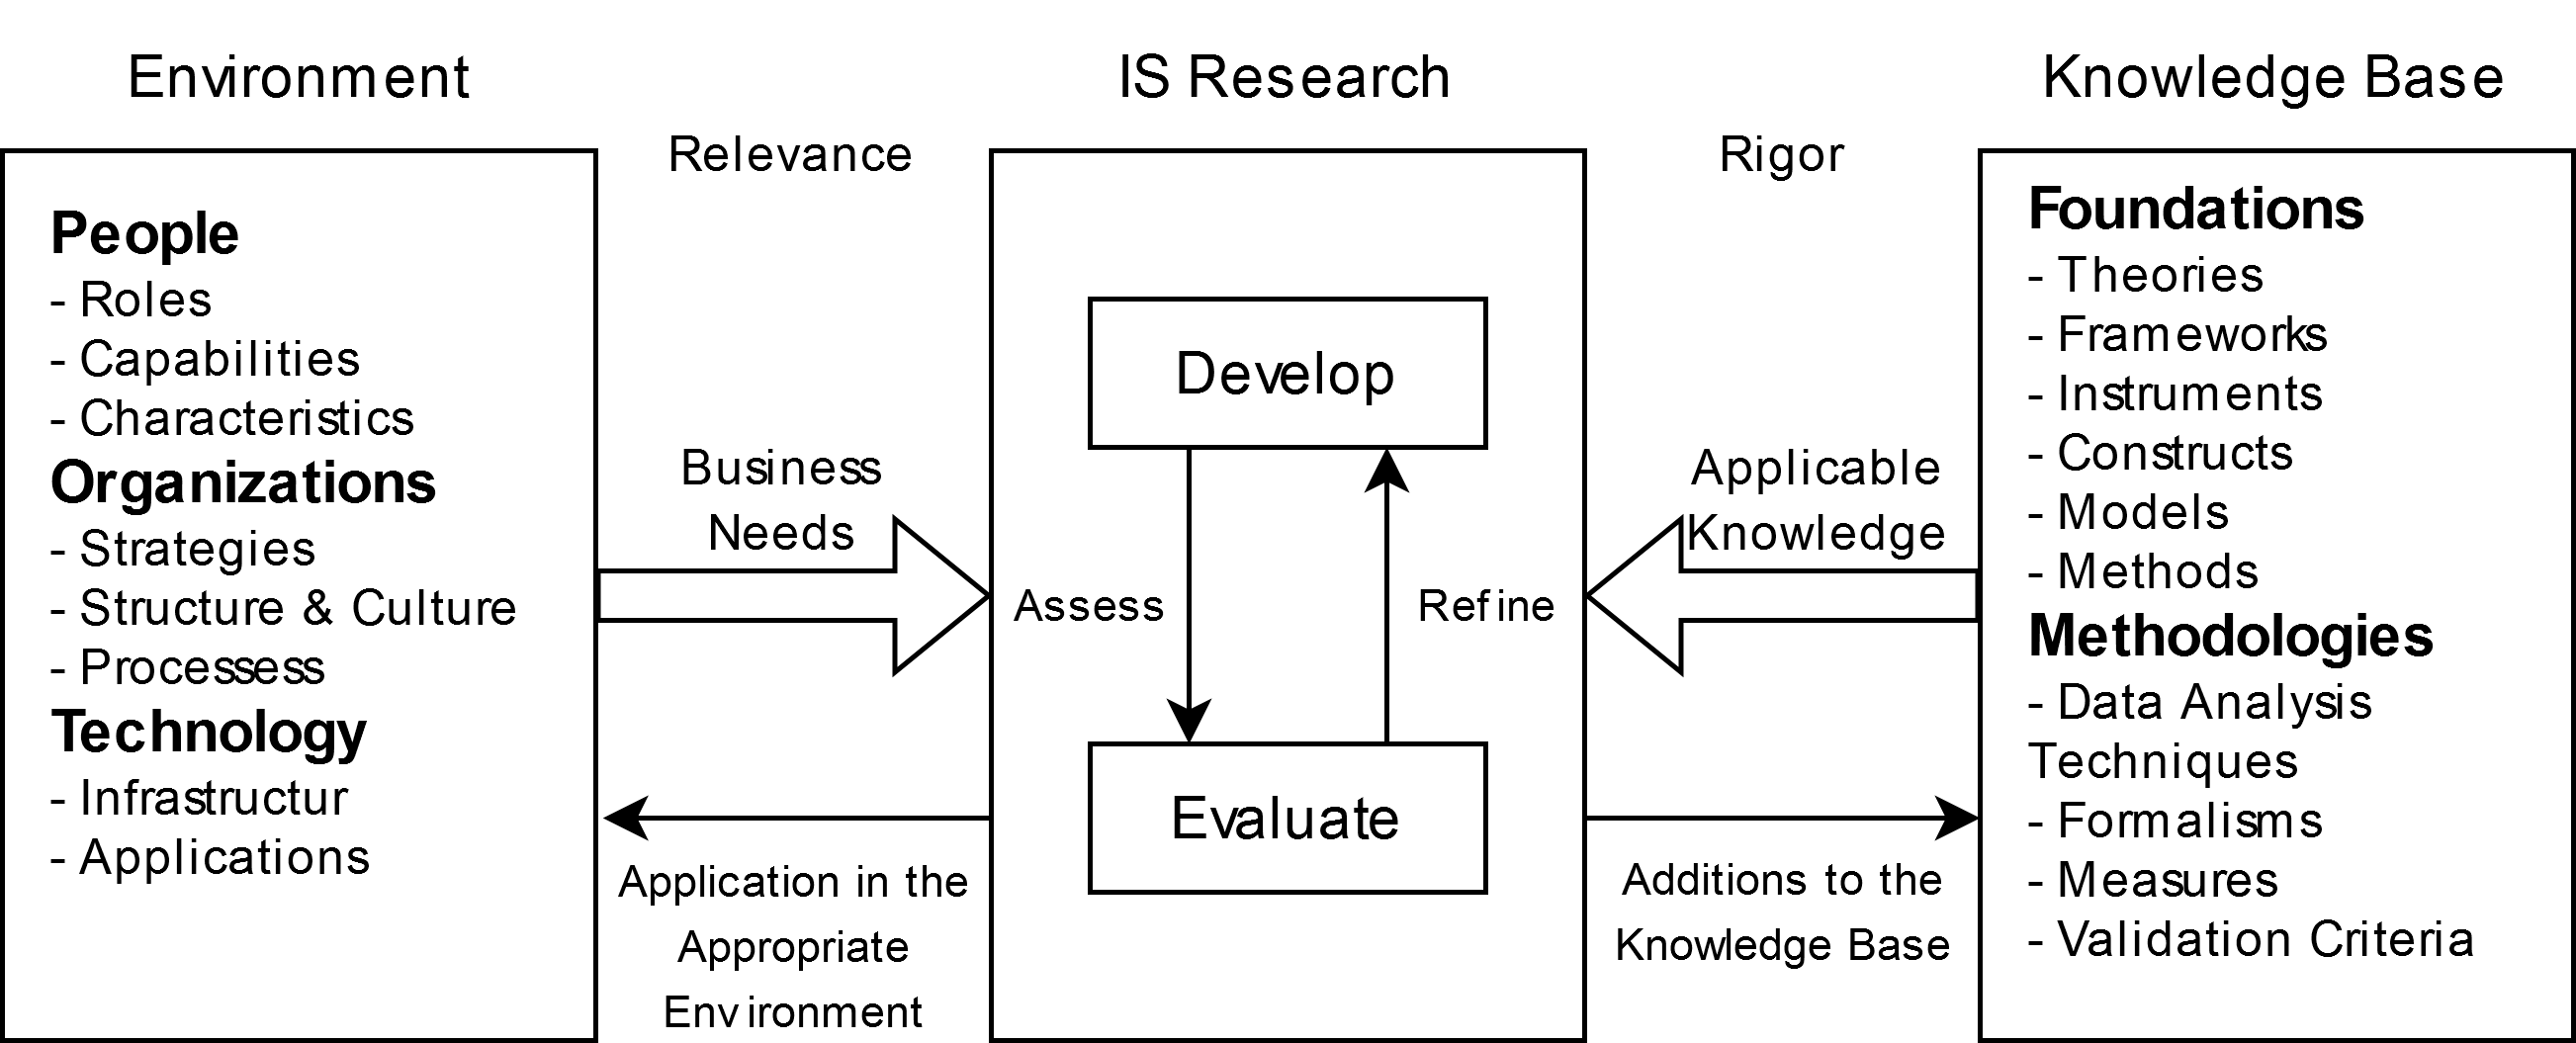 Environment
IS Research
Knowledge Base
Relevance
Rigor
People
- Roles
- Capabilities
- Characteristics
Organizations
- Strategies
- Structure & Culture
- Processess
Technology
- Infrastructur
- Applications
Business
Needs
Application in the
Appropriate
Environment
Develop
Assess
Refine
Evaluate
Applicable
Knowledge
Additions to the
Knowledge Base
Foundations
- Theories
- Frameworks
- Instruments
- Constructs
- Models
- Methods
Methodologies
- Data Analysis
Techniques
- Formalisms
- Measures
- Validation Criteria